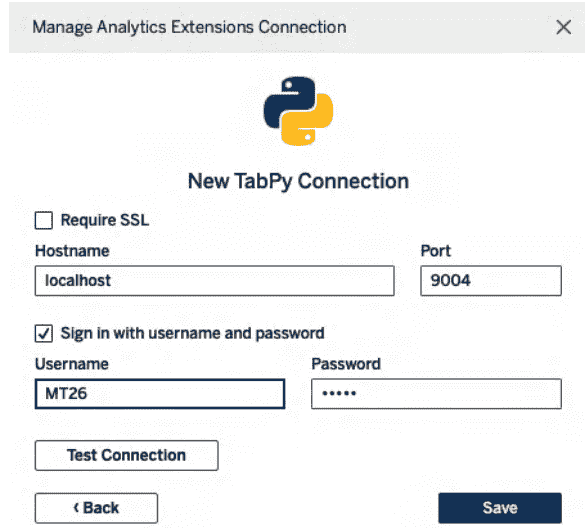 Manage Analytics Extensions Connection
New TabPy Connection
Require SSL
Hostname Port
localhost 9004
Sign in with username and password
Username Password
MT26 •••••
Test Connection
‹ Back Save